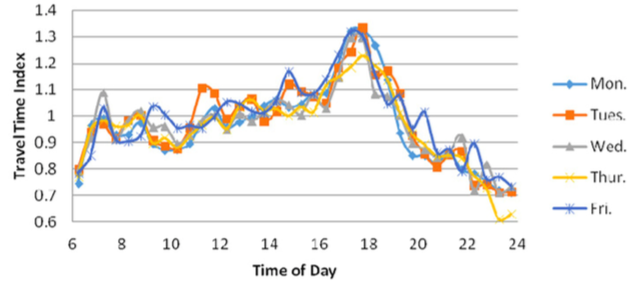 1.4
1.3
1.2
1.1
1
0.9
0.8
0.7
0.6
Travel Time Index
6 8 10 12 14 16 18 20 22 24
Time of Day
Mon.
Tues.
Wed.
Thur.
Fri.